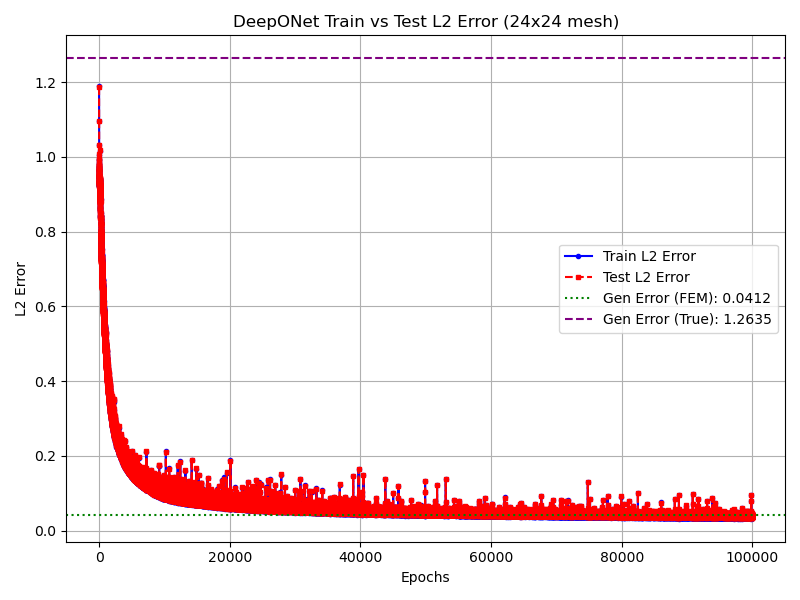 DeepONet Train vs Test L2 Error (24x24 mesh)
L2 Error
1.2
1.0
0.8
0.6
0.4
0.2
0.0
Train L2 Error
Test L2 Error
Gen Error (FEM): 0.0412
Gen Error (True): 1.2635
0 20000 40000 60000 80000 100000
Epochs